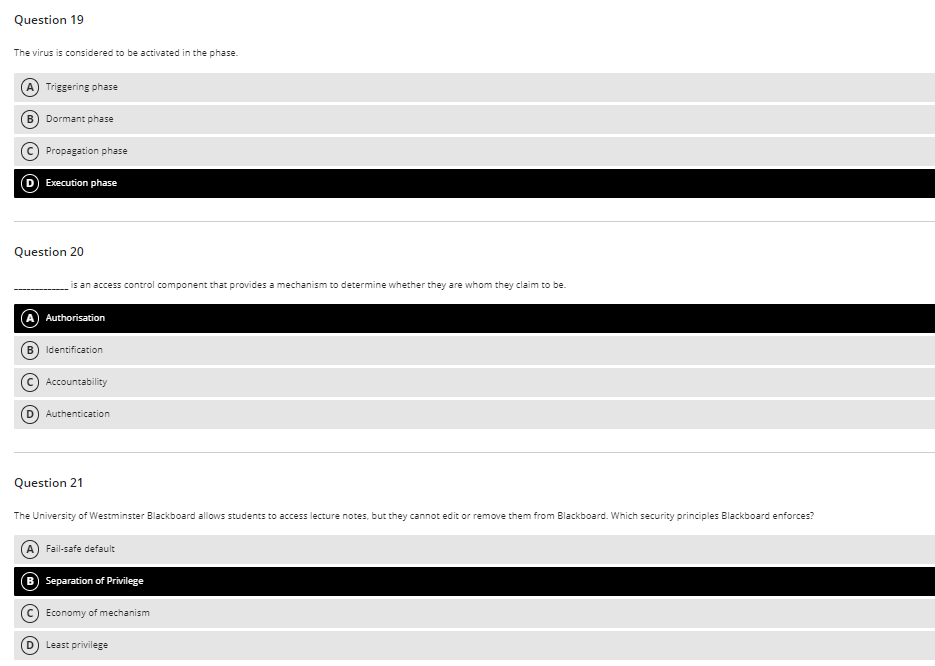 Question 19
The virus is considered to be activated in the phase.
A Triggering phase
B Dormant phase
C Propagation phase
D Execution phase
Question 20
_____________ is an access control component that provides a mechanism to determine whether they are whom they claim to be.
A Authorisation
B Identification
C Accountability
D Authentication
Question 21
The University of Westminster Blackboard allows students to access lecture notes, but they cannot edit or remove them from Blackboard. Which security principles Blackboard enforces?
A Fail-safe default
B Separation of Privilege
C Economy of mechanism
D Least privilege